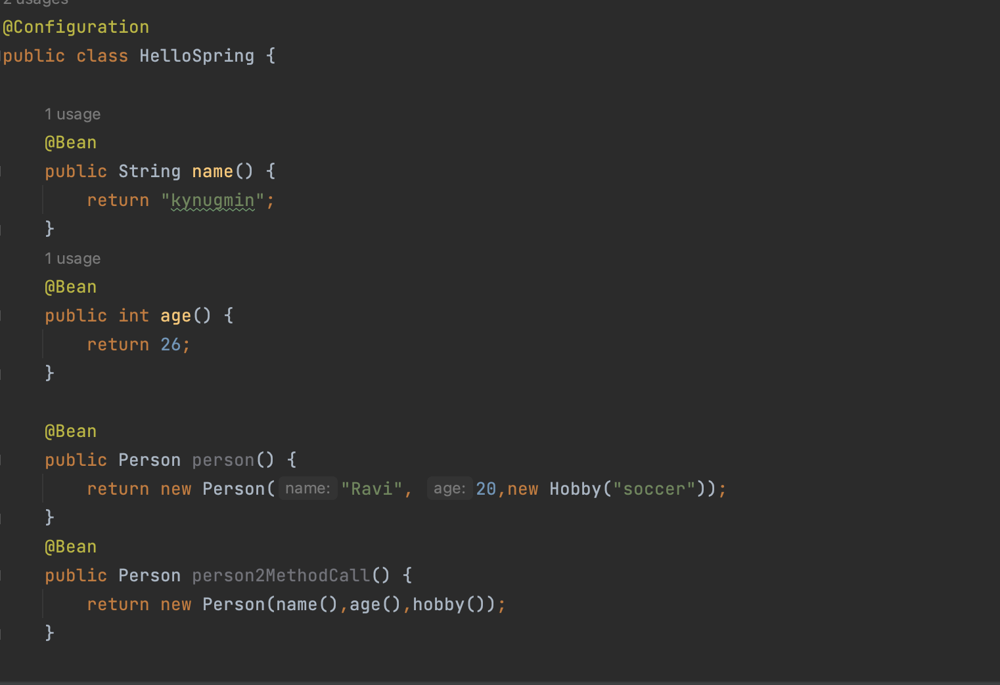 2 usages
@Configuration
public class HelloSpring {
1 usage
@Bean
public String name() {
return "kynugmin";
}
1 usage
@Bean
public int age() {
return 26;
}
@Bean
public Person person() {
return new Person( name: "Ravi", age: 20,new Hobby("soccer"));
}
@Bean
public Person person2MethodCall() {
return new Person(name(),age(),hobby());
}